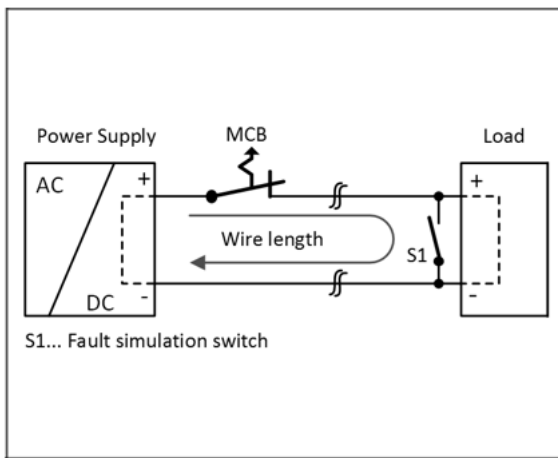 Power Supply
MCB
Load
AC
+
+
Wire length
S1
-
-
DC
S1... Fault simulation switch